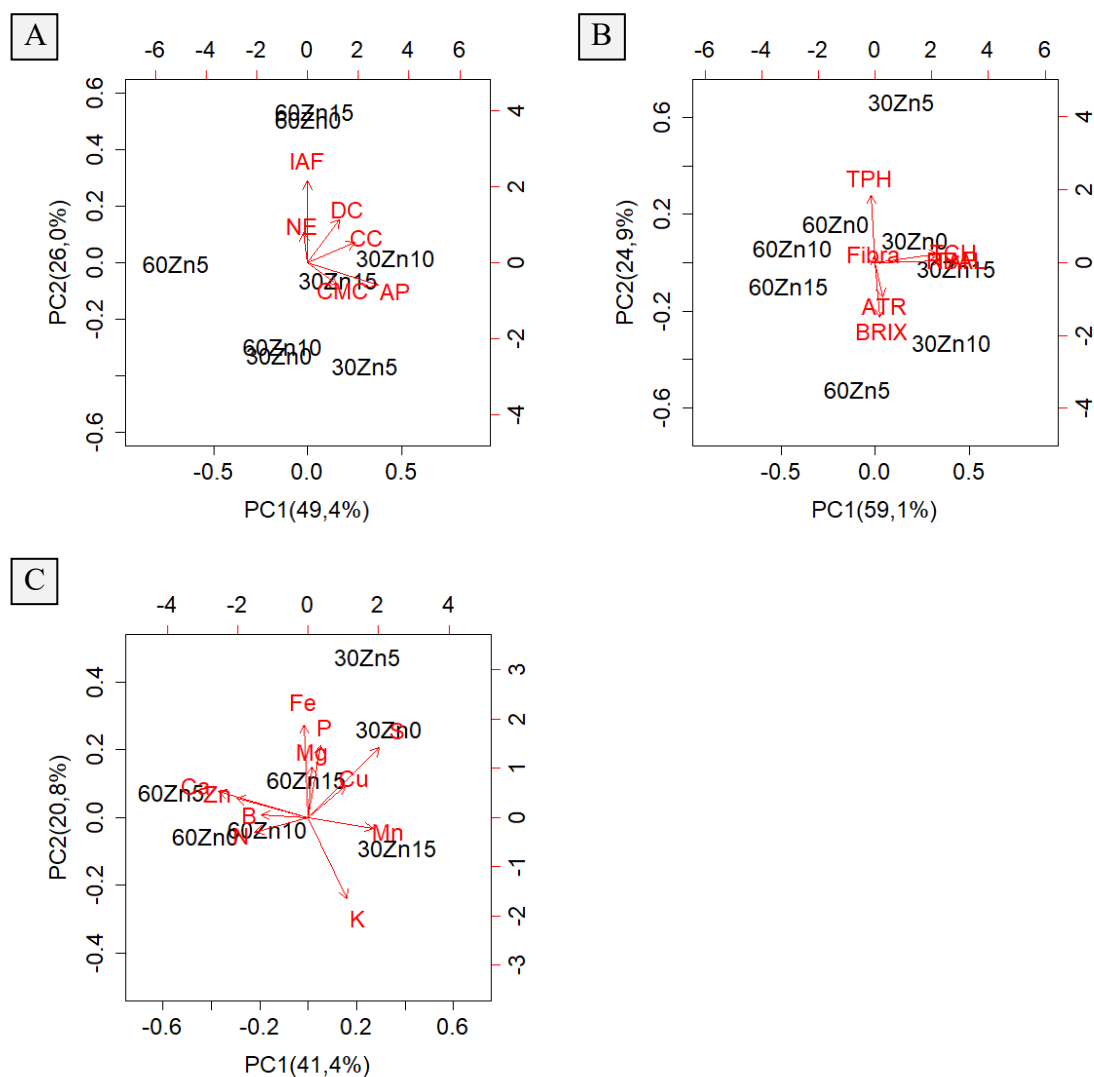 A
-6 -4 -2 0 2 4 6
0.6
0.4
0.2
0.0
-0.2
-0.6
PC2(26,0%)
4
2
0
-2
-4
60Zn15
60Zn0
IAF
DC
NE
CC
30Zn10
60Zn5
30Zn15
CMC
AP
60Zn10
30Zn0
30Zn5
-0.5 0.0 0.5
PC1(49,4%)
B
-6 -4 -2 0 2 4 6
0.6
0.2
-0.2
-0.6
PC2(24,9%)
4
2
0
-2
-4
30Zn5
TPH
60Zn0
30Zn0
60Zn10
Fibra
TCH
30Zn15
60Zn15
ATR
BRIX
30Zn10
60Zn5
-0.5 0.0 0.5
PC1(59,1%)
C
-4 -2 0 2 4
0.4
0.2
0.0
-0.2
-0.4
PC2(20,8%)
3
2
1
0
-1
-2
-3
30Zn5
Fe
P
30Zn0
S
Mg
60Zn15
Cu
Ca
60Zn5
Zn
B
60Zn10
Mn
60Zn0
N
30Zn15
K
-0.6 -0.2 0.2 0.6
PC1(41,4%)